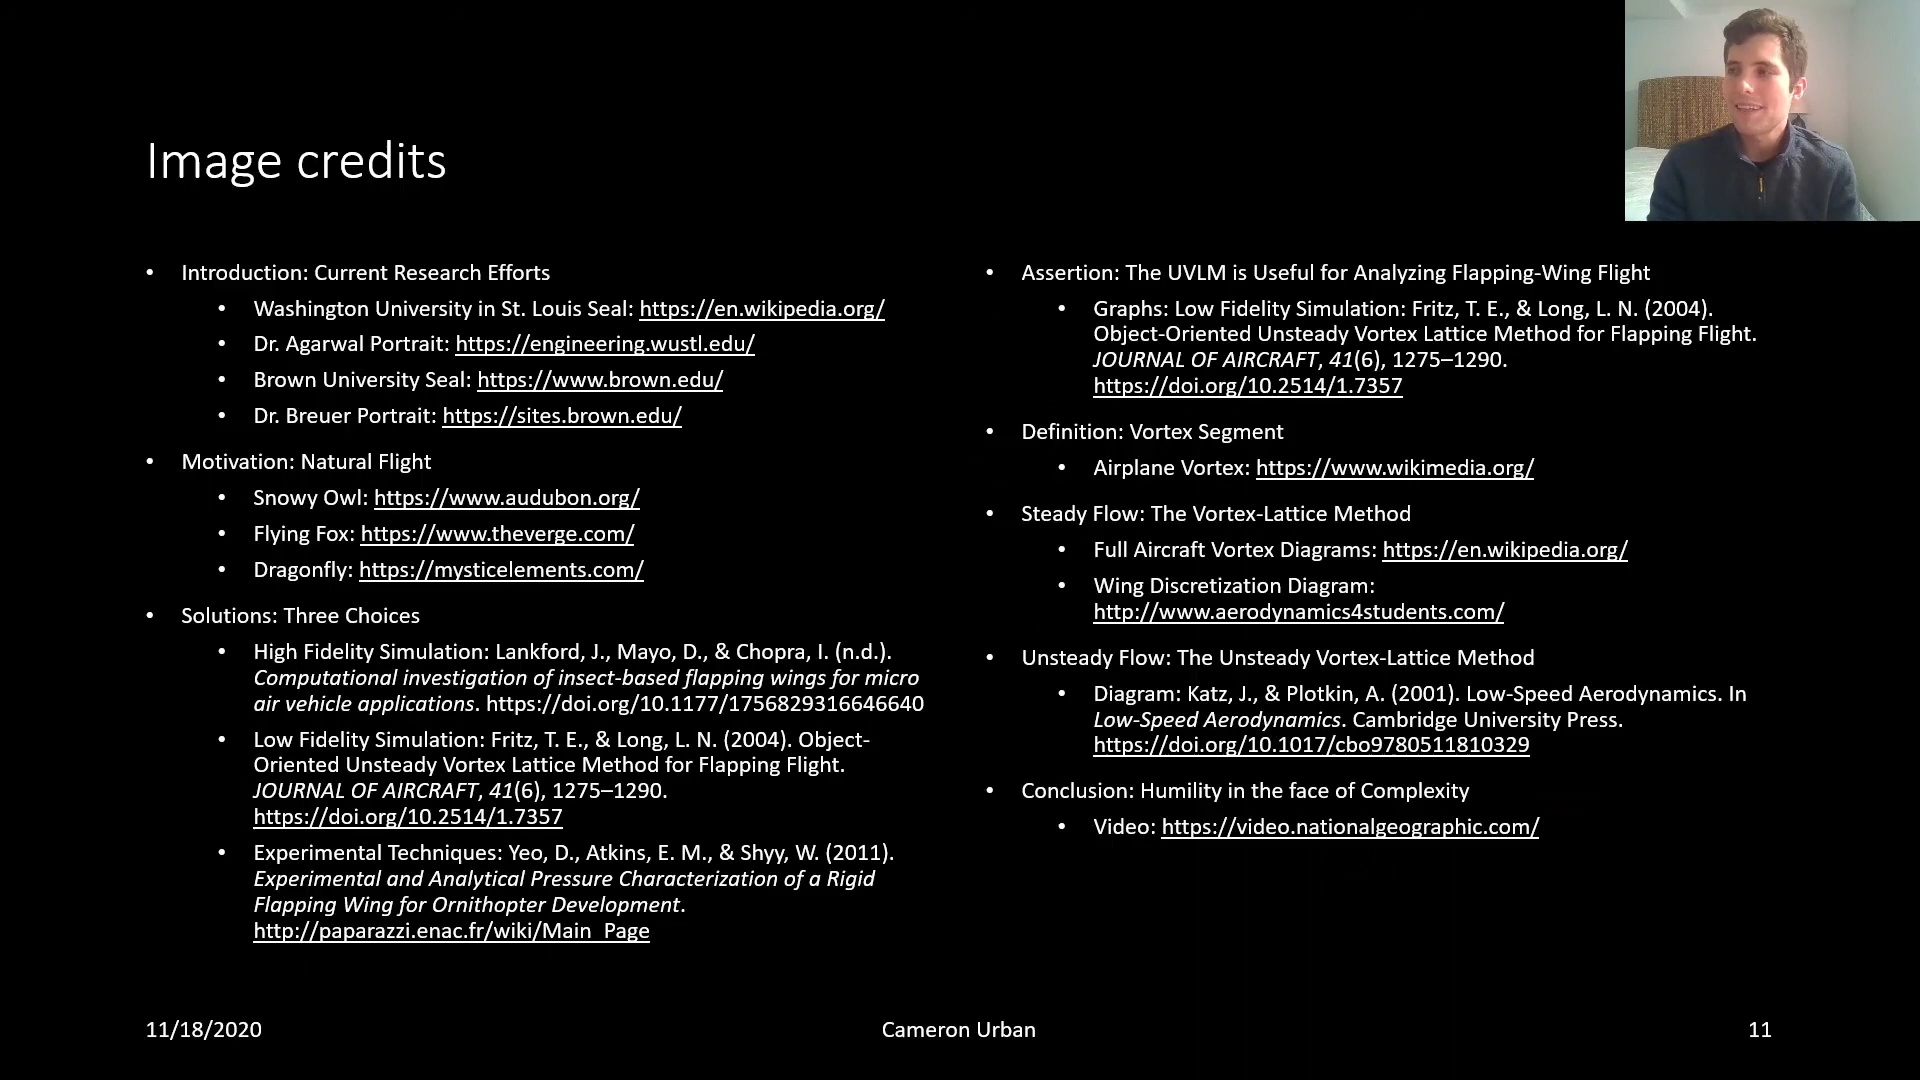 Image credits
• Introduction: Current Research Efforts
• Washington University in St. Louis Seal: https://en.wikipedia.org/
• Dr. Agarwal Portrait: https://engineering.wustl.edu/
• Brown University Seal: https://www.brown.edu/
• Dr. Breuer Portrait: https://sites.brown.edu/
• Motivation: Natural Flight
• Snowy Owl: https://www.audubon.org/
• Flying Fox: https://www.theverge.com/
• Dragonfly: https://mysticelements.com/
• Solutions: Three Choices
• High Fidelity Simulation: Lankford, J., Mayo, D., & Chopra, I. (n.d.).
Computational investigation of insect-based flapping wings for micro
air vehicle applications. https://doi.org/10.1177/1756829316646640
• Low Fidelity Simulation: Fritz, T. E., & Long, L. N. (2004). Object-
Oriented Unsteady Vortex Lattice Method for Flapping Flight.
JOURNAL OF AIRCRAFT, 41(6), 1275–1290.
https://doi.org/10.2514/1.7357
• Experimental Techniques: Yeo, D., Atkins, E. M., & Shyy, W. (2011).
Experimental and Analytical Pressure Characterization of a Rigid
Flapping Wing for Ornithopter Development.
http://paparazzi.enac.fr/wiki/Main_Page
• Assertion: The UVLM is Useful for Analyzing Flapping-Wing Flight
• Graphs: Low Fidelity Simulation: Fritz, T. E., & Long, L. N. (2004).
Object-Oriented Unsteady Vortex Lattice Method for Flapping Flight.
JOURNAL OF AIRCRAFT, 41(6), 1275–1290.
https://doi.org/10.2514/1.7357
• Definition: Vortex Segment
• Airplane Vortex: https://www.wikimedia.org/
• Steady Flow: The Vortex-Lattice Method
• Full Aircraft Vortex Diagrams: https://en.wikipedia.org/
• Wing Discretization Diagram:
http://www.aerodynamics4students.com/
• Unsteady Flow: The Unsteady Vortex-Lattice Method
• Diagram: Katz, J., & Plotkin, A. (2001). Low-Speed Aerodynamics. In
Low-Speed Aerodynamics. Cambridge University Press.
https://doi.org/10.1017/cbo9780511810329
• Conclusion: Humility in the face of Complexity
• Video: https://video.nationalgeographic.com/
11/18/2020
Cameron Urban
11